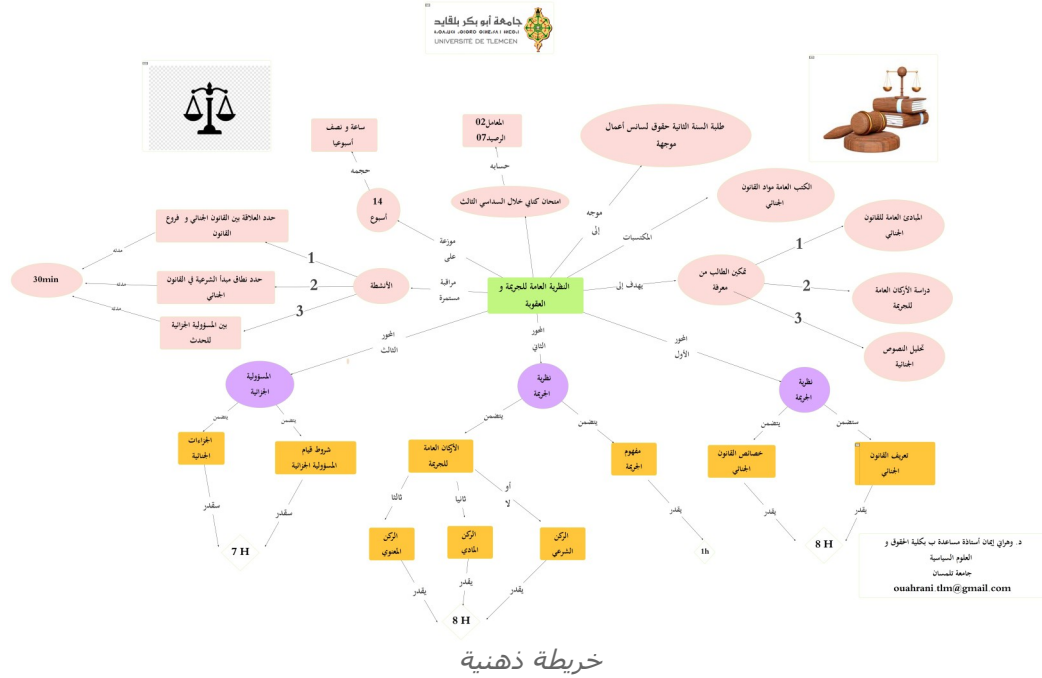 جامعة أبو بكر بلقايد
UNIVERSITÉ DE TLEMCEN
ساعة و نصف
أسبوعيا
حجمه
14
أسبوع
المعامل02
الرصيد07
حسابه
امتحان كتابي خلال السداسي الثالث
طلبة السنة الثانية حقوق لسانس أعمال
موجهة
موجه
إلى
الكتب العامة مواد القانون
الجنائي
المكتسبات
موزعة
على
المبادئ العامة للقانون
الجنائي
1
تمكين الطالب من
معرفة
2
دراسة الأركان العامة
للجريمة
3
تحليل النصوص
الجنائية
يهدف إلى
النظرية العامة للجريمة و
العقوبة
مراقبة
مستمرة
الأنشطة
1
حدد العلاقة بين القانون الجنائي و فروع
القانون
2
حدد نطاق مبدأ الشرعية في القانون
الجنائي
3
بين المسؤولية الجزائية
للحدث
مدته
مدته
مدته
30min
المحور
الأول
المحور
الثاني
المحور
الثالث
نظرية
الجريمة
ستتضمن
يتضمن
تعريف القانون
الجنائي
خصائص القانون
الجنائي
يقدر
يقدر
8 H
نظرية
الجريمة
يتضمن
يتضمن
مفهوم
الجريمة
يقدر
1h
الأركان العامة
للجريمة
أو
لا
ثانيا
ثالثا
الركن
الشرعي
الركن
المادي
الركن
المعنوي
يقدر
يقدر
يقدر
8 H
المسؤولية
الجزائية
يتضمن
يتضمن
شروط قيام
المسؤولية الجزائية
الجزاءات
الجنائية
سقدر
سقدر
7 H
د. وهراني إيمان أستاذة مساعدة ب بكلية الحقوق و
العلوم السياسية
جامعة تلمسان
ouahrani.tlm@gmail.com
خريطة ذهنية